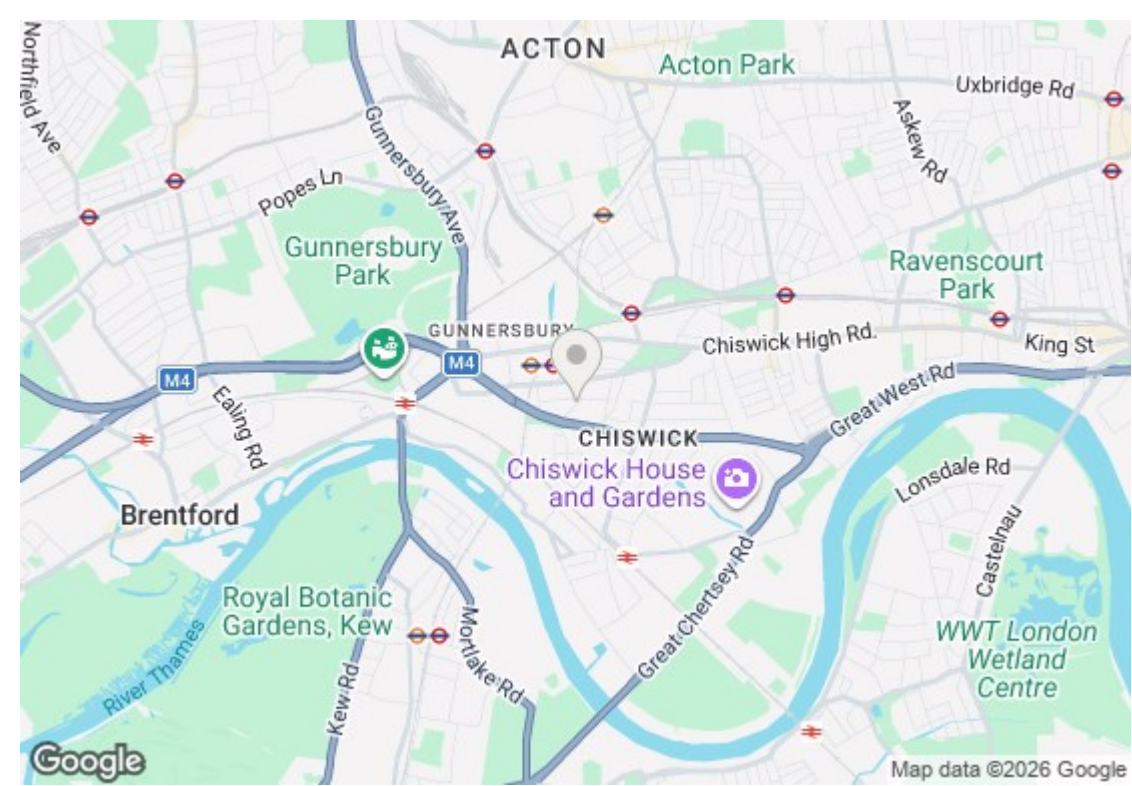 ACTON
Acton Park
Uxbridge Rd
Northfield Ave
Askew Rd
Gunnersbury Ave
Popes Ln
Gunnersbury
Park
Ravenscourt
Park
GUNNERSBURY
Chiswick High Rd.
King St
M4
M4
Great West Rd
Ealing Rd
CHISWICK
Chiswick House
and Gardens
Lonsdale Rd
Brentford
Castelnau
Great Chertsey Rd
Royal Botanic
Gardens, Kew
Mortlake Rd
WWT London
Wetland
Centre
River Thames
Kew Rd
Google
Map data ©2026 Google